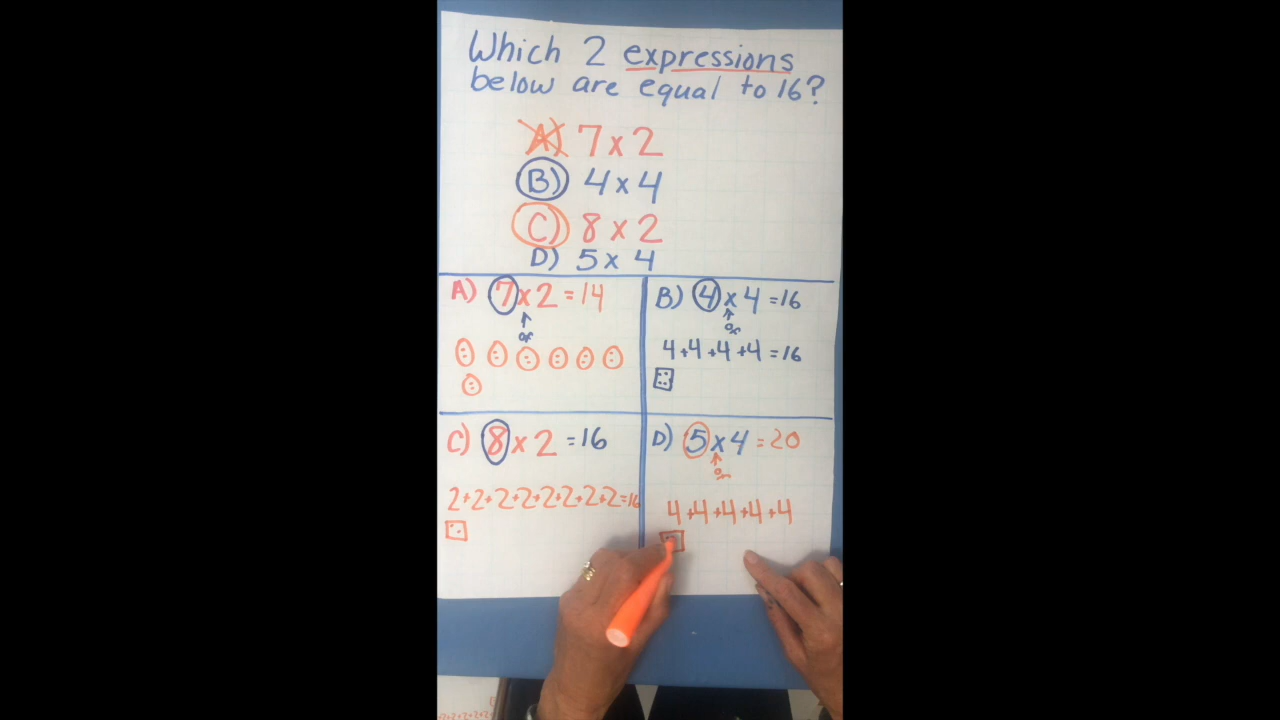 Which 2 expressions
below are equal to 16?
A) 7 x 2
B) 4 x 4
C) 8 x 2
D) 5 x 4
A) 7 x 2 = 14
of
B) 4 x 4 = 16
of
4 + 4 + 4 + 4 = 16
C) 8 x 2 = 16
2+2+2+2+2+2+2+2=16
D) 5 x 4 = 20
of
4+4+4+4+4